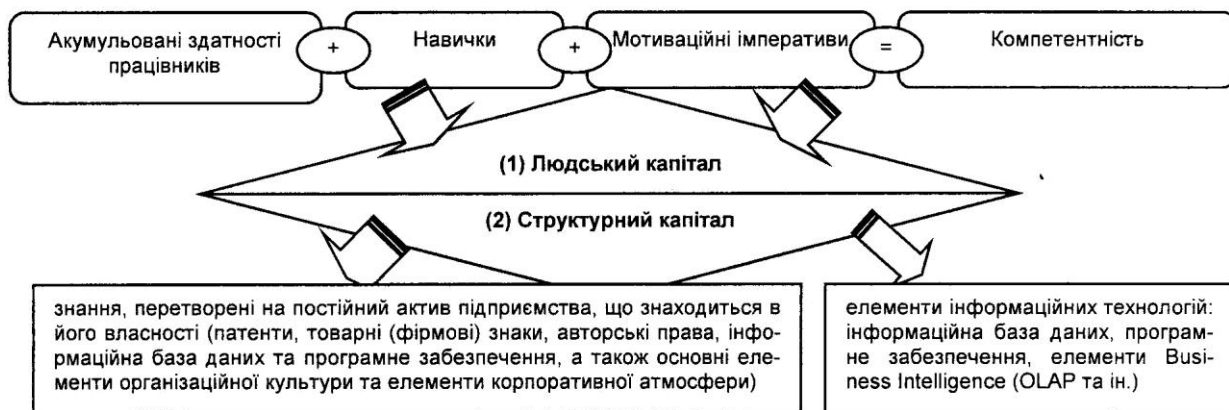 Акумульовані здатності
працівників
+
Навички
+
Мотиваційні імперативи
=
Компетентність
(1) Людський капітал
(2) Структурний капітал
знання, перетворені на постійний актив підприємства, що знаходиться в
його власності (патенти, товарні (фірмові) знаки, авторські права, інфор-
маційна база даних та програмне забезпечення, а також основні еле-
менти організаційної культури та елементи корпоративної атмосфери)
елементи інформаційних технологій:
інформаційна база даних, програм-
не забезпечення, елементи Busi-
ness Intelligence (OLAP та ін.)